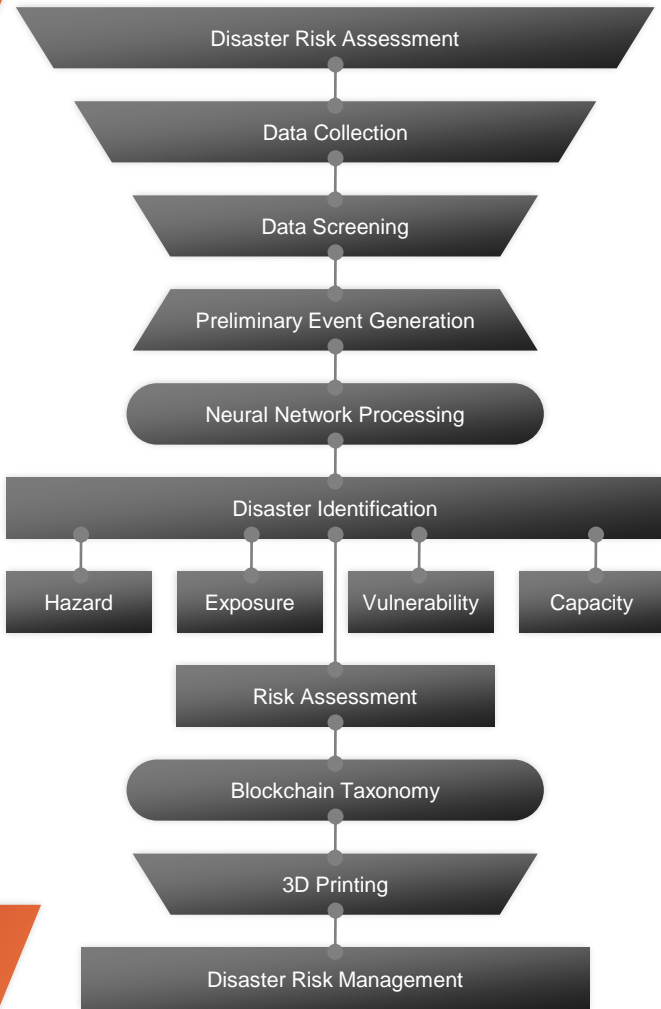 Disaster Risk Assessment
Data Collection
Data Screening
Preliminary Event Generation
Neural Network Processing
Disaster Identification
Hazard
Exposure
Vulnerability
Capacity
Risk Assessment
Blockchain Taxonomy
3D Printing
Disaster Risk Management